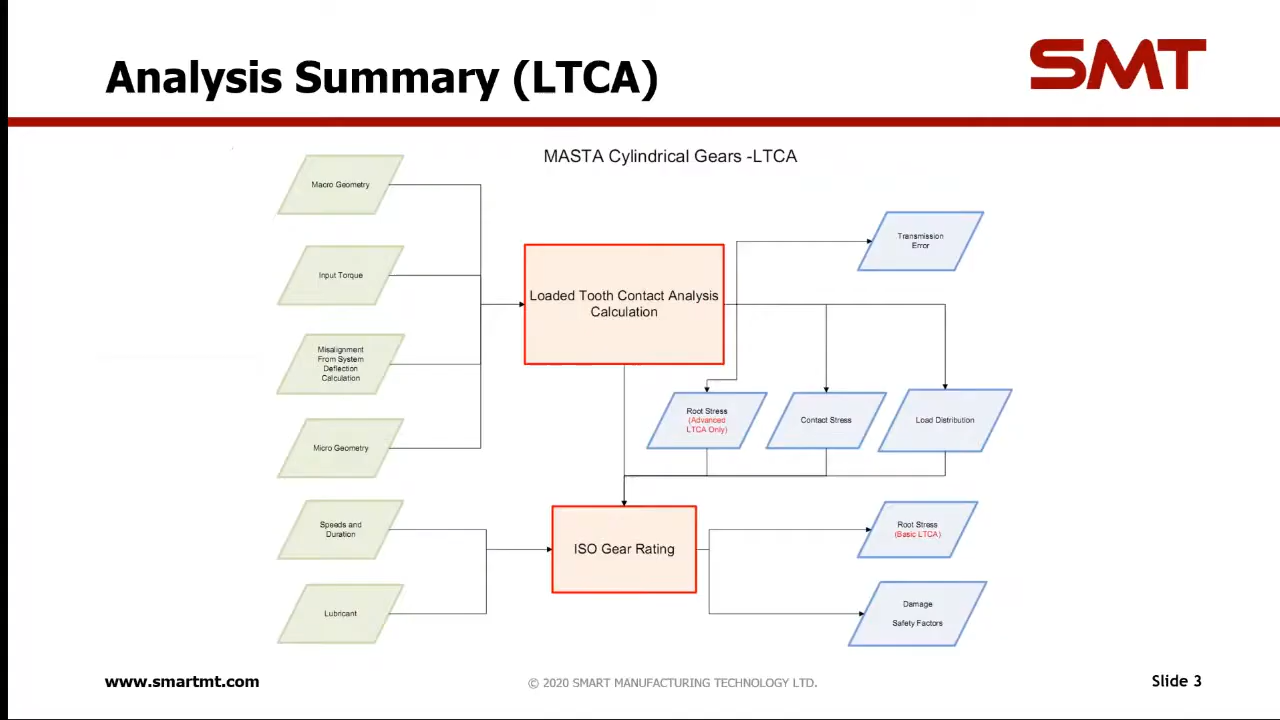 Analysis Summary (LTCA)
SMT
MASTA Cylindrical Gears -LTCA
Macro Geometry
Input Torque
Misalignment
From System
Deflection
Calculation
Micro Geometry
Speeds and
Duration
Lubricant
Loaded Tooth Contact Analysis
Calculation
ISO Gear Rating
Transmission
Error
Root Stress
(Advanced
LTCA Only)
Contact Stress
Load Distribution
Root Stress
(Basic LTCA)
Damage
Safety Factors
www.smartmt.com
© 2020 SMART MANUFACTURING TECHNOLOGY LTD.
Slide 3